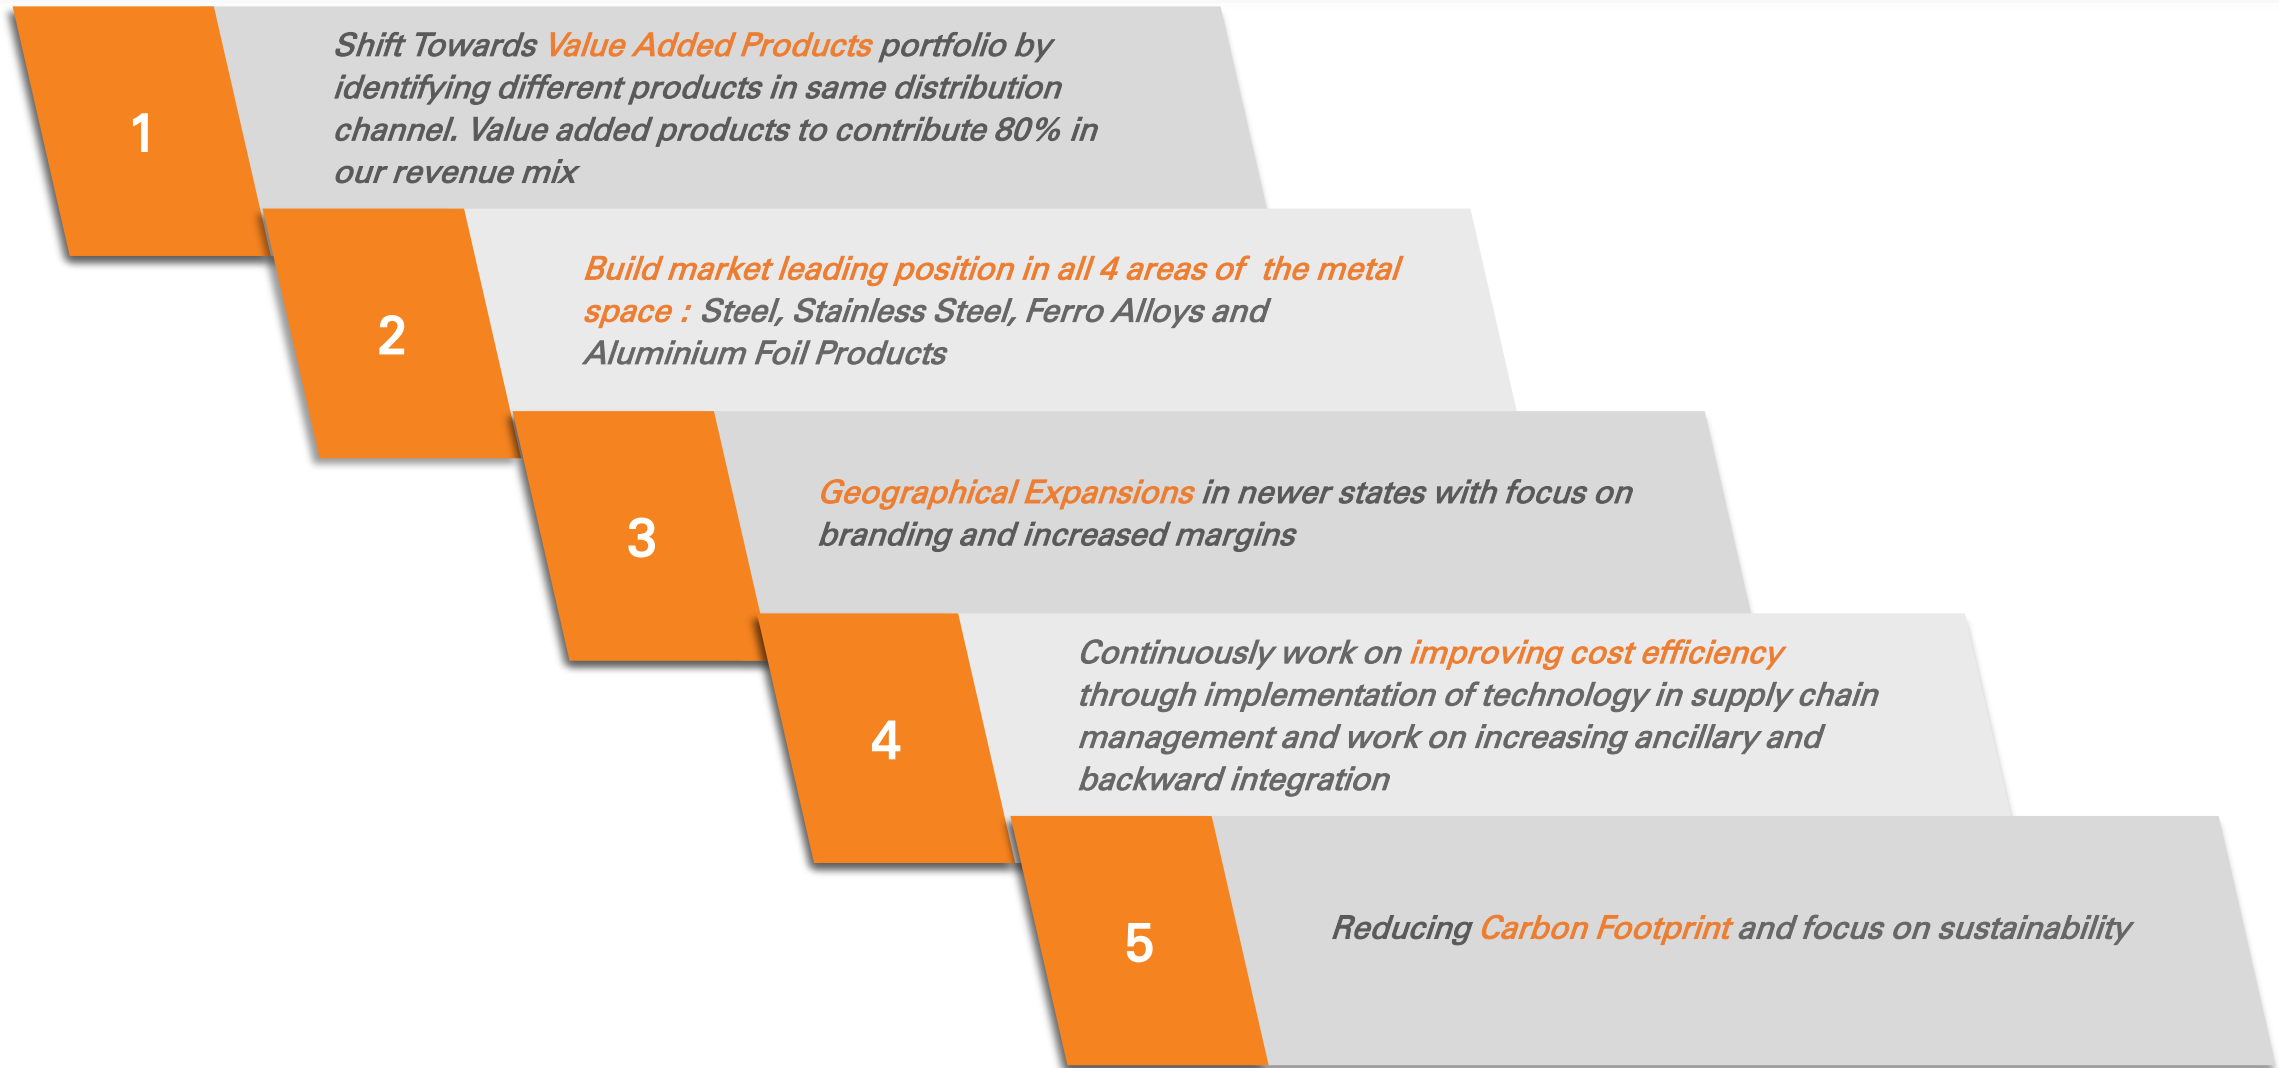 1
Shift Towards Value Added Products portfolio by
identifying different products in same distribution
channel. Value added products to contribute 80% in
our revenue mix
2
Build market leading position in all 4 areas of  the metal
space : Steel, Stainless Steel, Ferro Alloys and
Aluminium Foil Products
3
Geographical Expansions in newer states with focus on
branding and increased margins
4
Continuously work on improving cost efficiency
through implementation of technology in supply chain
management and work on increasing ancillary and
backward integration
5
Reducing Carbon Footprint and focus on sustainability